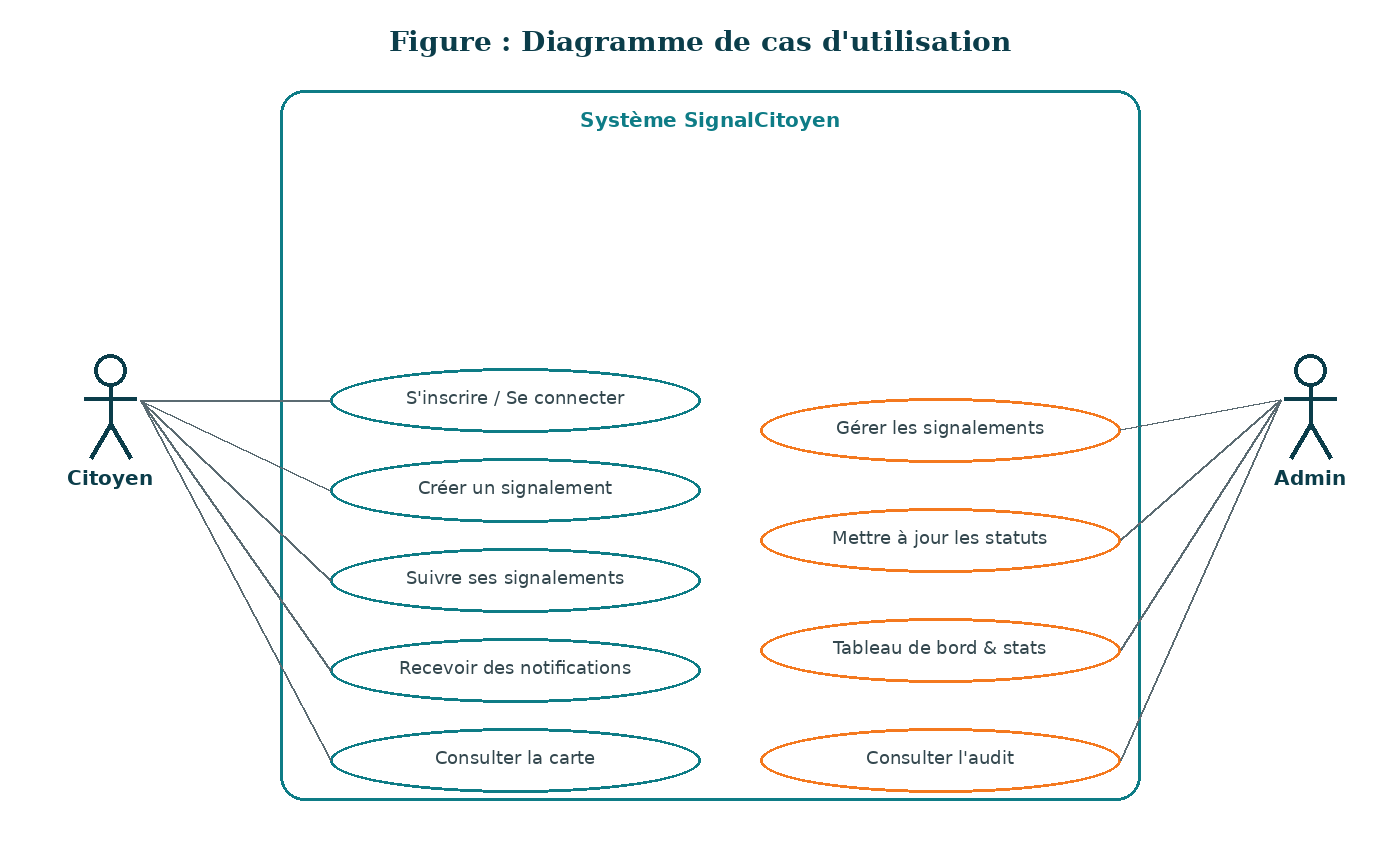 Figure : Diagramme de cas d'utilisation
Système SignalCitoyen
S'inscrire / Se connecter
Créer un signalement
Suivre ses signalements
Recevoir des notifications
Consulter la carte
Gérer les signalements
Mettre à jour les statuts
Tableau de bord & stats
Consulter l'audit
Citoyen
Admin